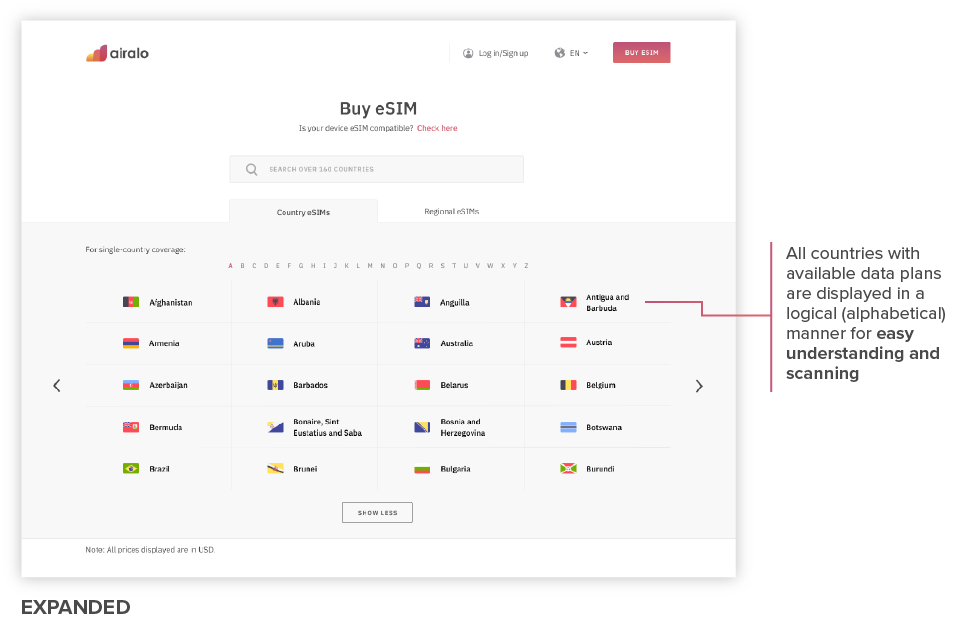 airalo
Log in/Sign up
EN
BUY ESIM
Buy eSIM
Is your device eSIM compatible? Check here
SEARCH OVER 160 COUNTRIES
Country eSIMs
Regional eSIMs
For single-country coverage:
A B C D E F G H I J K L M N O P Q R S T U V W X Y Z
Afghanistan
Albania
Anguilla
Antigua and
Barbuda
Armenia
Aruba
Australia
Austria
Azerbaijan
Barbados
Belarus
Belgium
Bermuda
Bonaire, Sint
Eustatius and Saba
Bosnia and
Herzegovina
Botswana
Brazil
Brunei
Bulgaria
Burundi
SHOW LESS
Note: All prices displayed are in USD.
All countries with
available data plans
are displayed in a
logical (alphabetical)
manner for easy
understanding and
scanning
EXPANDED